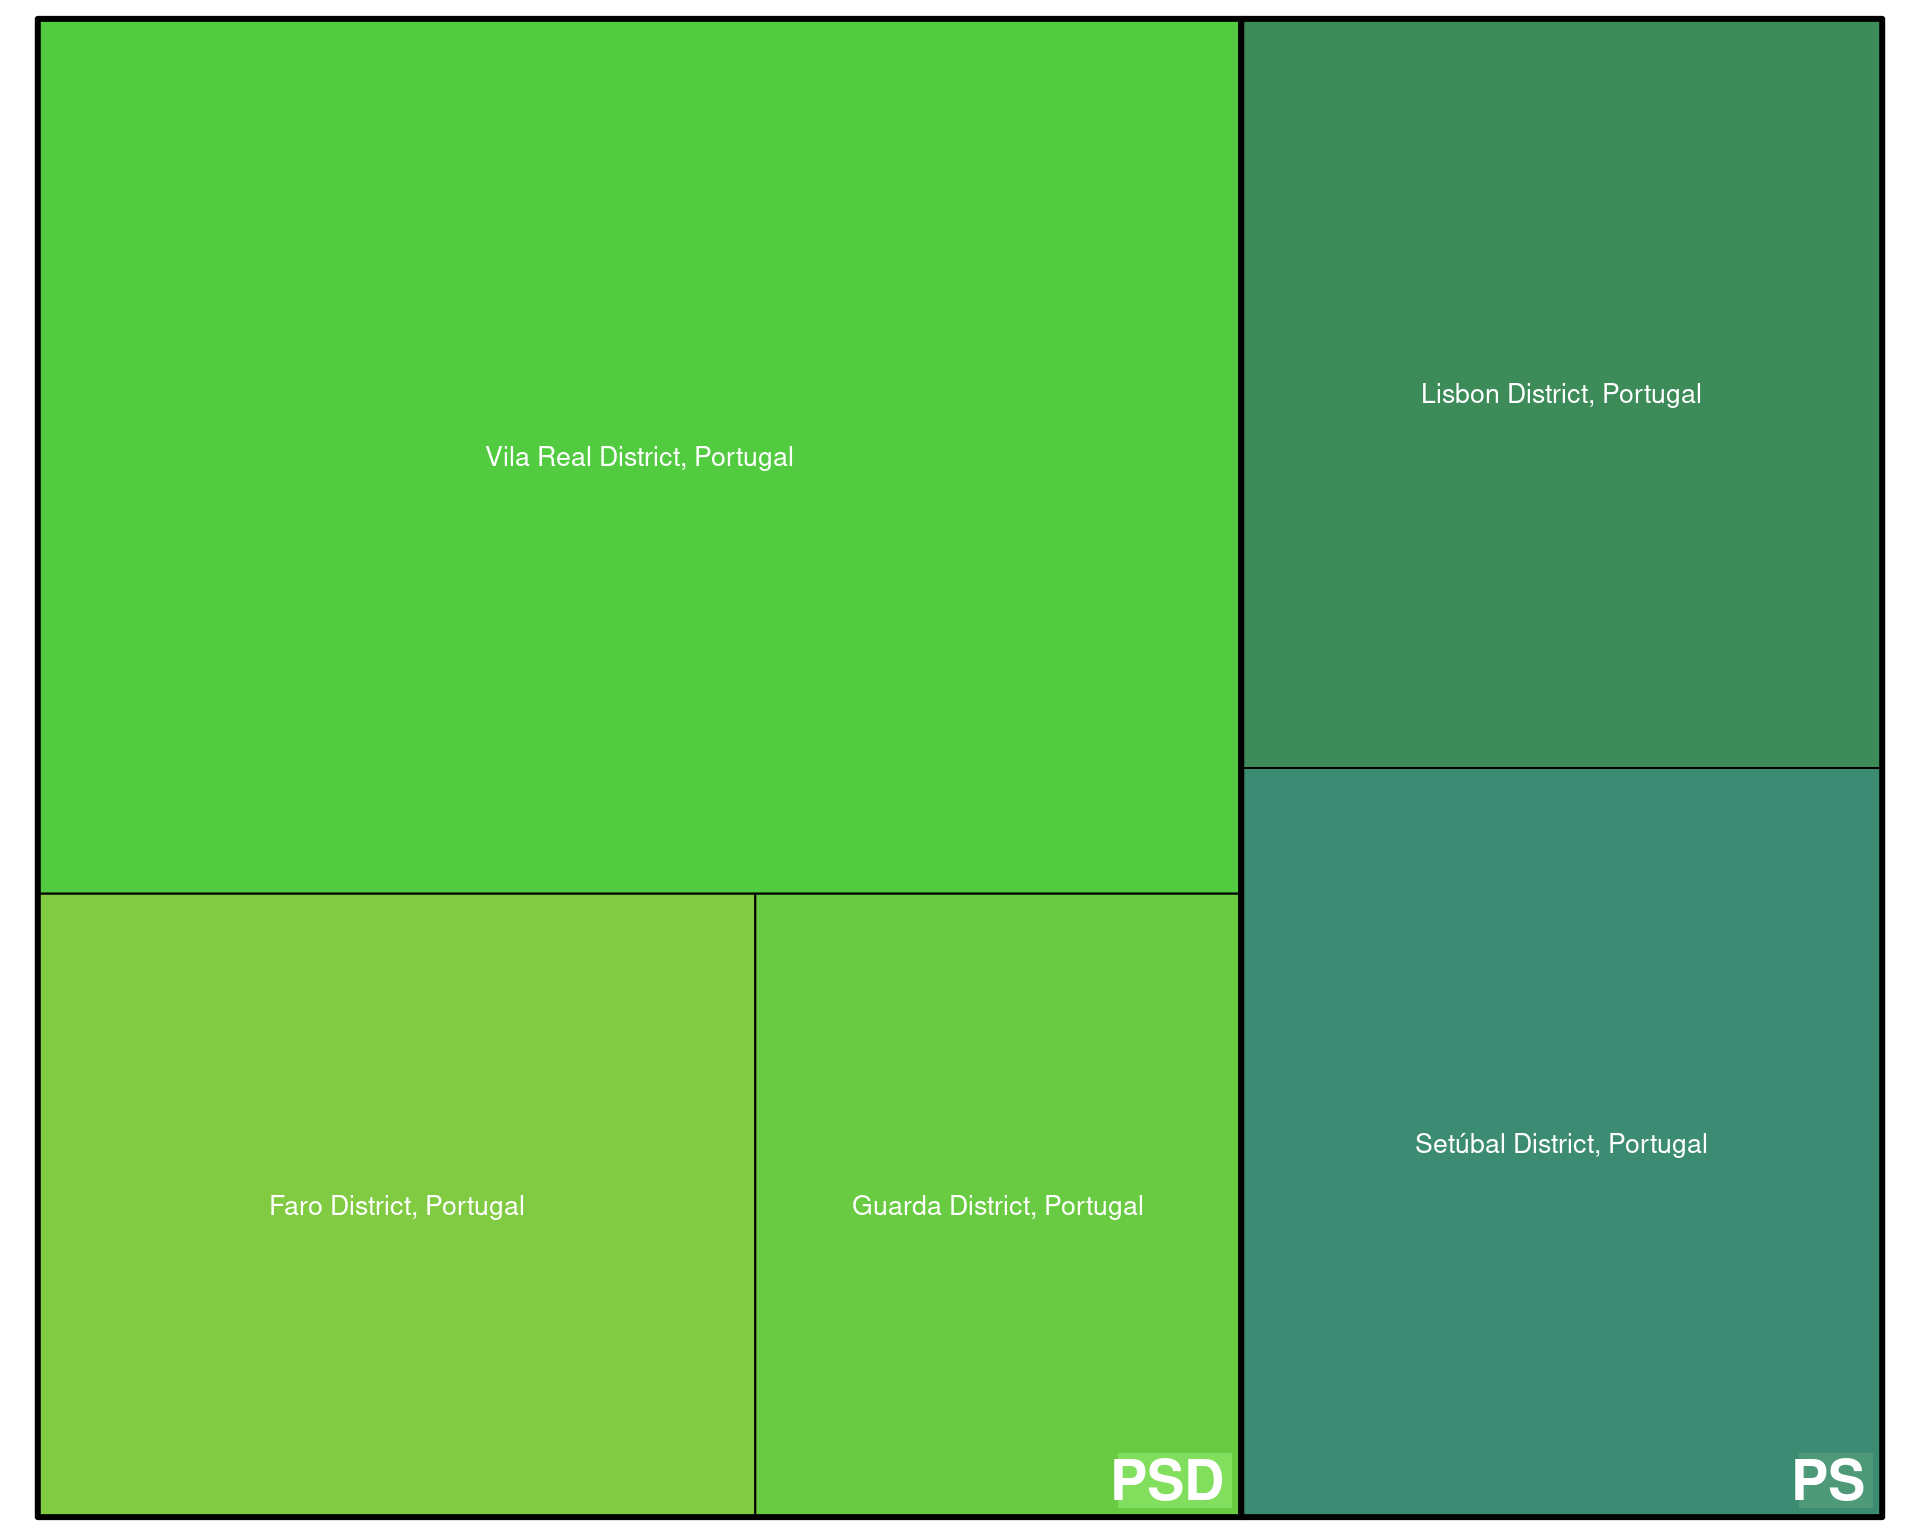 Vila Real District, Portugal
Lisbon District, Portugal
Faro District, Portugal
Guarda District, Portugal
Setúbal District, Portugal
PSD
PS